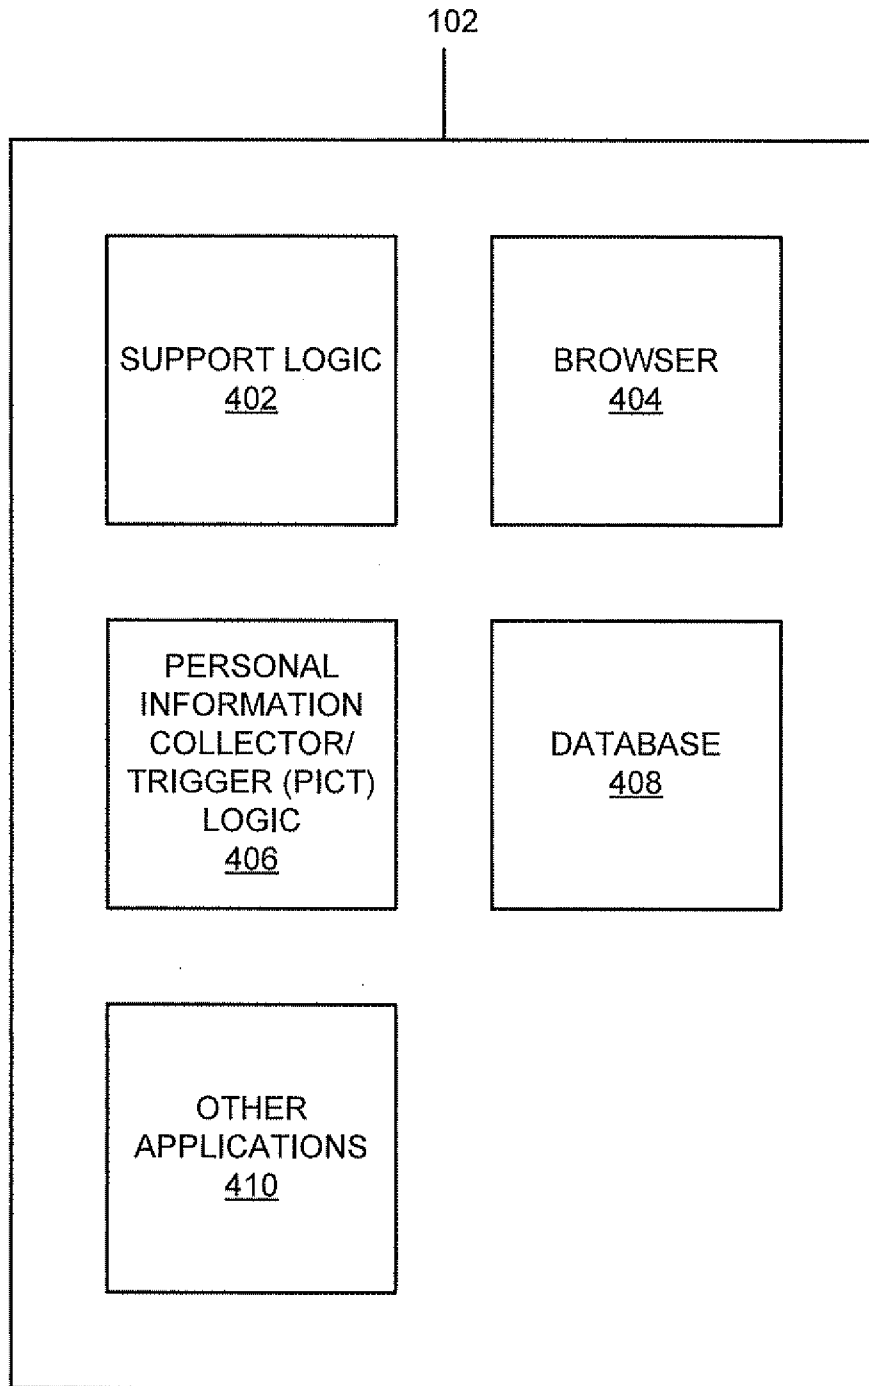 102
SUPPORT LOGIC
402
BROWSER
404
PERSONAL
INFORMATION
COLLECTOR/
TRIGGER (PICT)
LOGIC
406
DATABASE
408
OTHER
APPLICATIONS
410